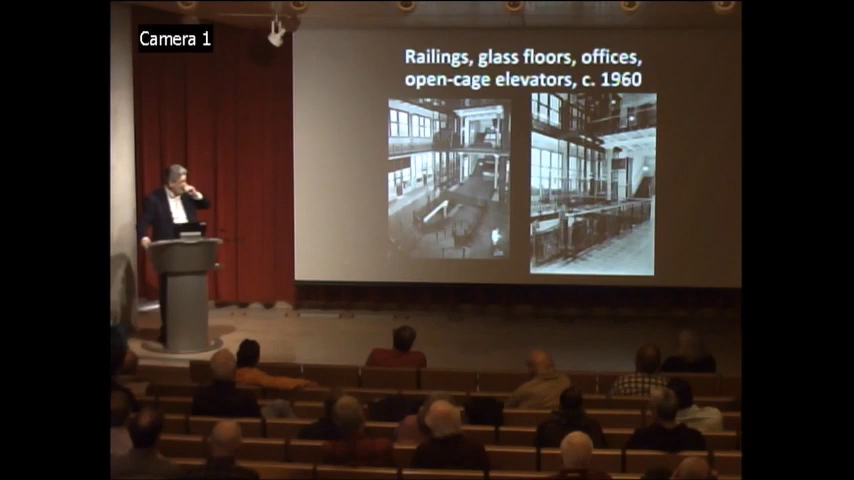 Camera 1
Railings, glass floors, offices,
open-cage elevators, c. 1960